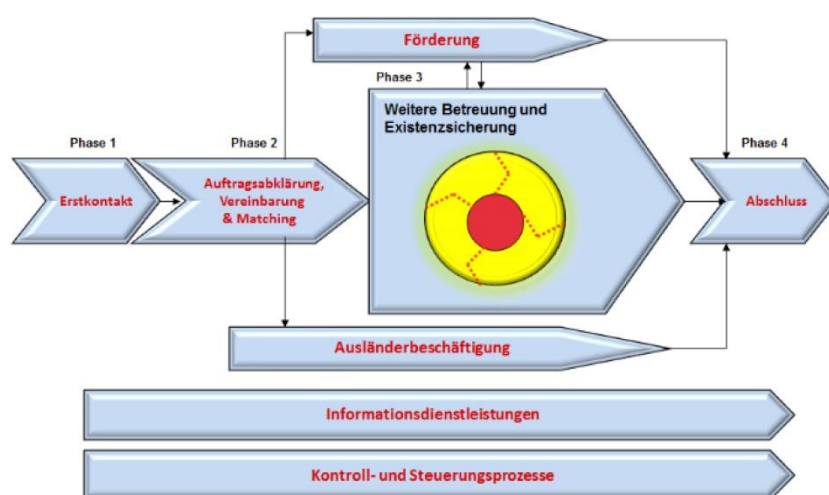 Förderung
Phase 3
Weitere Betreuung und
Existenzsicherung
Phase 1
Phase 2
Phase 4
Erstkontakt
Auftragsabklärung,
Vereinbarung
& Matching
Abschluss
Ausländerbeschäftigung
Informationsdienstleistungen
Kontroll- und Steuerungsprozesse